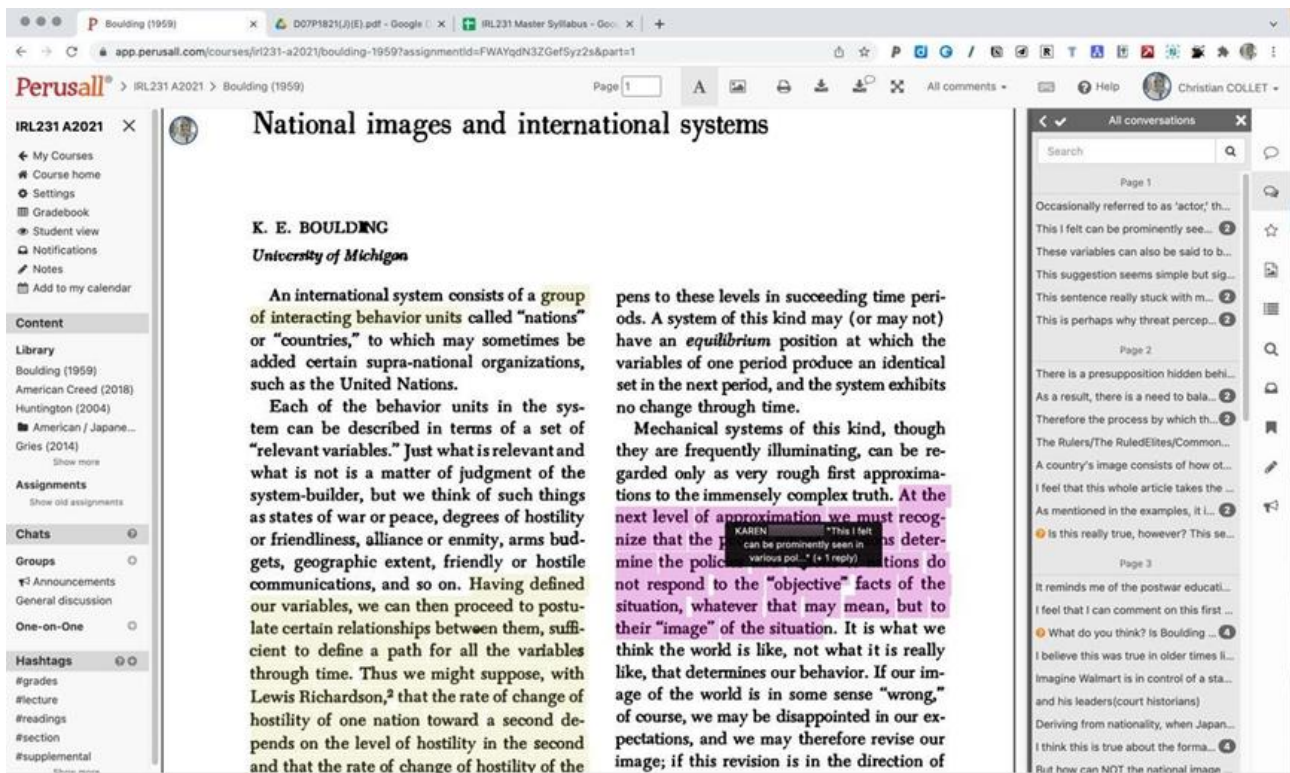 Boulding (1959)
D07P1821(J)(E).pdf - Google
IRL231 Master Sylllabus - Goo
app.perusall.com/courses/irl231-a2021/boulding-1959?assignmentId=FWAYqdN3ZGefSyz2s&part=1
Perusall > IRL231 A2021 > Boulding (1959)
Page 1
A
All comments
Help
Christian COLLET
IRL231 A2021
My Courses
Course home
Settings
Gradebook
Student view
Notifications
Notes
Add to my calendar
Content
Library
Boulding (1959)
American Creed (2018)
Huntington (2004)
American / Japane...
Gries (2014)
Show more
Assignments
Show old assignments
Chats
Groups
Announcements
General discussion
One-on-One
Hashtags
#grades
#lecture
#readings
#section
#supplemental
Show more
National images and international systems
K. E. BOULDING
University of Michigan
An international system consists of a group
of interacting behavior units called "nations"
or "countries," to which may sometimes be
added certain supra-national organizations,
such as the United Nations.
Each of the behavior units in the sys-
tem can be described in terms of a set of
"relevant variables." Just what is relevant and
what is not is a matter of judgment of the
system-builder, but we think of such things
as states of war or peace, degrees of hostility
or friendliness, alliance or enmity, arms bud-
gets, geographic extent, friendly or hostile
communications, and so on. Having defined
our variables, we can then proceed to postu-
late certain relationships between them, suffi-
cient to define a path for all the variables
through time. Thus we might suppose, with
Lewis Richardson,² that the rate of change of
hostility of one nation toward a second de-
pends on the level of hostility in the second
and that the rate of change of hostility of the
pens to these levels in succeeding time peri-
ods. A system of this kind may (or may not)
have an equilibrium position at which the
variables of one period produce an identical
set in the next period, and the system exhibits
no change through time.
Mechanical systems of this kind, though
they are frequently illuminating, can be re-
garded only as very rough first approxima-
tions to the immensely complex truth. At the
next level of approximation we must recog-
nize that the deter-
mine the do
not respond to the "objective" facts of the
situation, whatever that may mean, but to
their "image" of the situation. It is what we
think the world is like, not what it is really
like, that determines our behavior. If our im-
age of the world is in some sense "wrong,"
of course, we may be disappointed in our ex-
pectations, and we may therefore revise our
image; if this revision is in the direction of
KAREN "This I felt
can be prominently seen in
various pol..." (+ 1 reply)
All conversations
Search
Page 1
Occasionally referred to as 'actor,' th...
This I felt can be prominently see... 2
These variables can also be said to b...
This suggestion seems simple but sig...
This sentence really stuck with m... 2
This is perhaps why threat percep... 2
Page 2
There is a presupposition hidden behi...
As a result, there is a need to bala... 2
Therefore the process by which th... 2
The Rulers/The RuledElites/Common...
A country's image consists of how ot...
I feel that this whole article takes the ...
As mentioned in the examples, it i... 2
Is this really true, however? This se...
Page 3
It reminds me of the postwar educati...
I feel that I can comment on this first ...
What do you think? Is Boulding ... 4
I believe this was true in older times li...
Imagine Walmart is in control of a sta...
and his leaders(court historians)
Deriving from nationality, when Japan...
I think this is true about the forma... 4
But how can NOT the national image